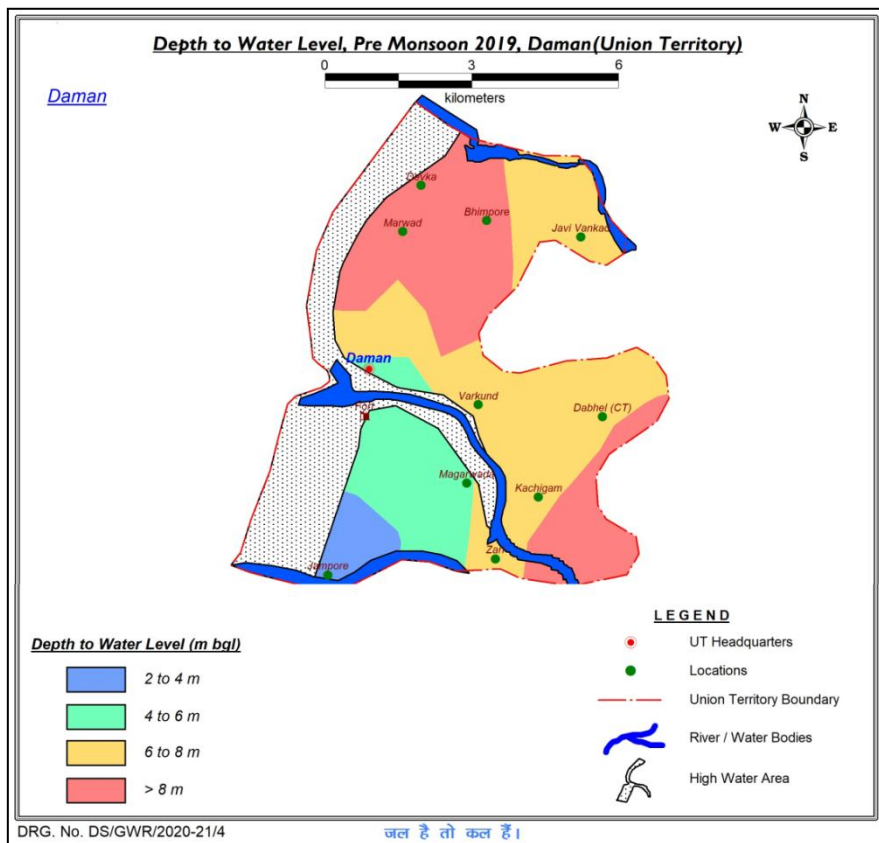 Depth to Water Level, Pre Monsoon 2019, Daman(Union Territory)
0 3 6
kilometers
Daman
N
W E
S
Devka
Bhimpore
Marwad
Javi Vankad
Daman
Fort
Varkund
Dabhel (CT)
Magarwada
Kachigam
Zari
Jampore
LEGEND
UT Headquarters
Locations
Union Territory Boundary
River / Water Bodies
High Water Area
Depth to Water Level (m bgl)
2 to 4 m
4 to 6 m
6 to 8 m
> 8 m
DRG. No. DS/GWR/2020-21/4
जल है तो कल हैं।